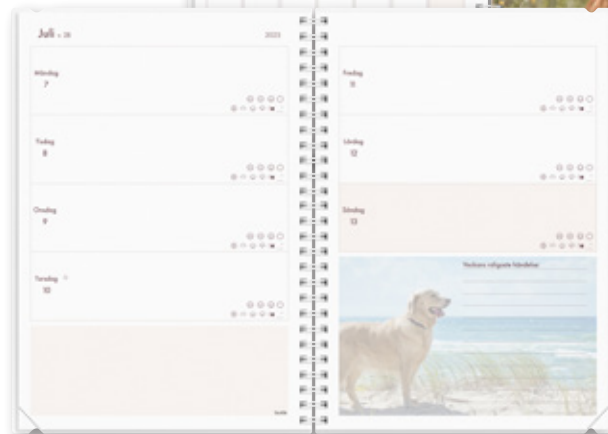 Juli v. 28
2025
Måndag
7
Tisdag
8
Onsdag
9
Torsdag
10
Fredag
11
Lördag
12
Söndag
13
Veckans roligaste händelse: